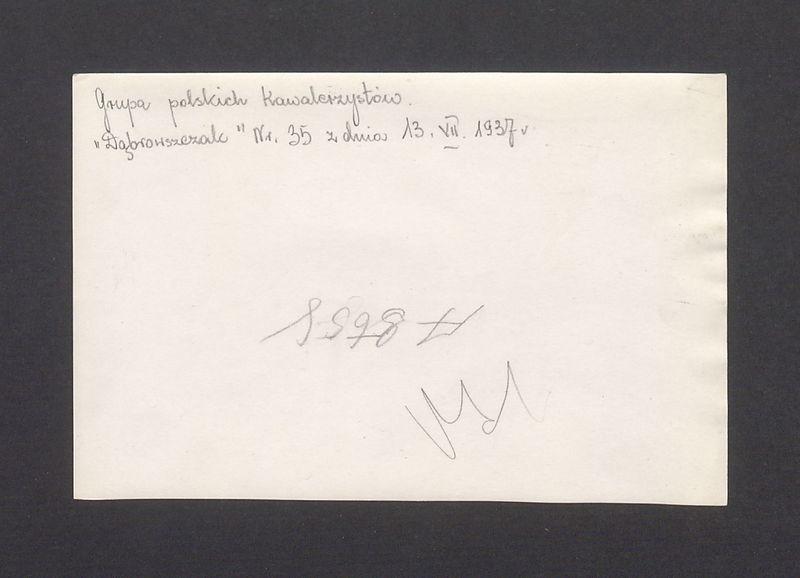 Grupa polskich Kawalerzystów.
„Dąbrowszczak" Nr. 35 z dnia 13. VII. 1937 r